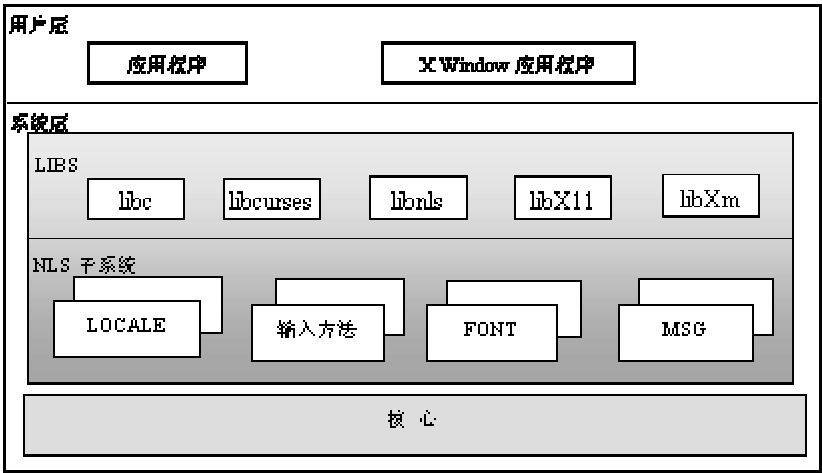 用户层
应用程序
X Window 应用程序
系统层
LIBS
libc
libcurses
libnls
libX11
libXm
NLS 子系统
LOCALE
输入方法
FONT
MSG
核 心